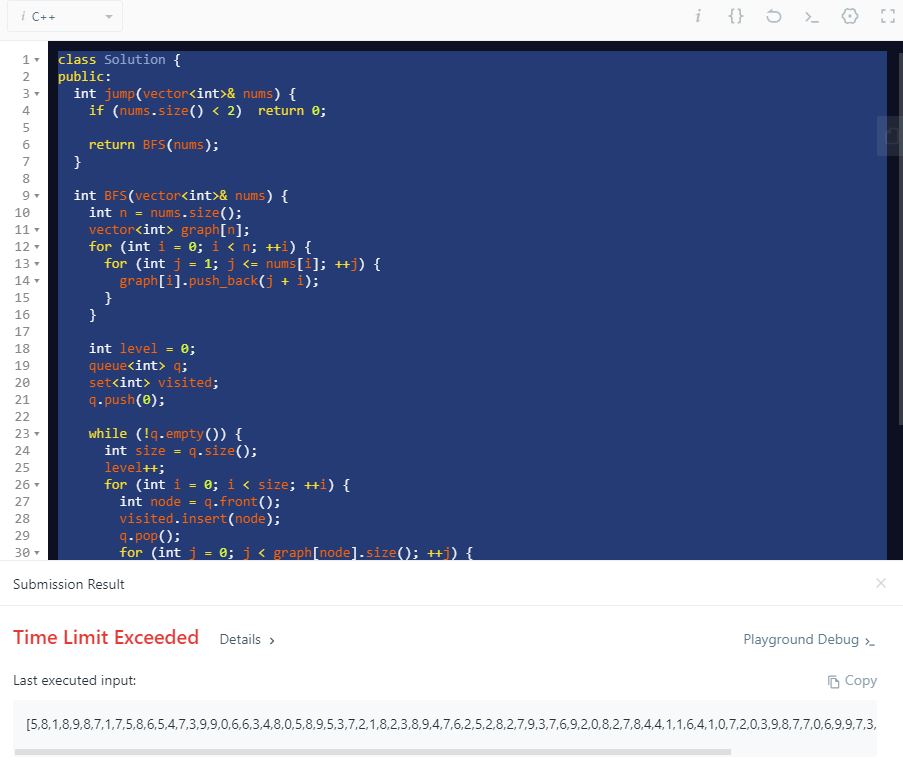 i C++
i {}
1 class Solution {
2 public:
3 int jump(vector<int>& nums) {
4 if (nums.size() < 2)  return 0;
5
6 return BFS(nums);
7 }
8
9 int BFS(vector<int>& nums) {
10 int n = nums.size();
11 vector<int> graph[n];
12 for (int i = 0; i < n; ++i) {
13 for (int j = 1; j <= nums[i]; ++j) {
14 graph[i].push_back(j + i);
15 }
16 }
17
18 int level = 0;
19 queue<int> q;
20 set<int> visited;
21 q.push(0);
22
23 while (!q.empty()) {
24 int size = q.size();
25 level++;
26 for (int i = 0; i < size; ++i) {
27 int node = q.front();
28 visited.insert(node);
29 q.pop();
30 for (int j = 0; j < graph[node].size(); ++j) {
Submission Result
Time Limit Exceeded Details Playground Debug
Last executed input: Copy
[5,8,1,8,9,8,7,1,7,5,8,6,5,4,7,3,9,9,0,6,6,3,4,8,0,5,8,9,5,3,7,2,1,8,2,3,8,9,4,7,6,2,5,2,8,2,7,9,3,7,6,9,2,0,8,2,7,8,4,4,1,1,6,4,1,0,7,2,0,3,9,8,7,7,0,6,9,9,7,3,